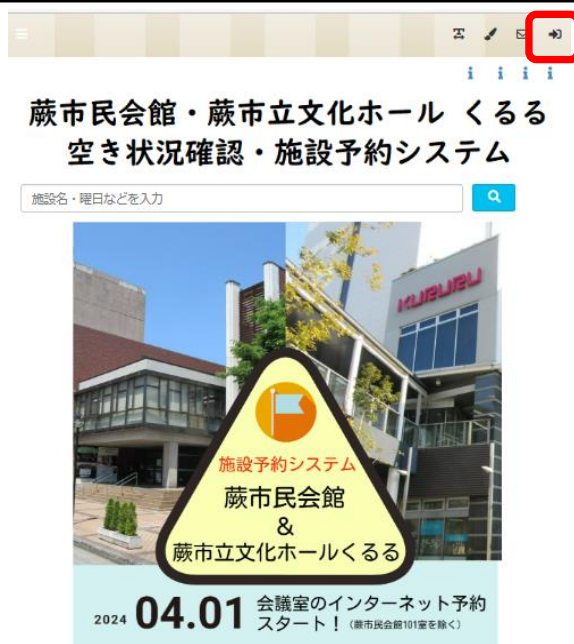 蕨市民会館・蕨市立文化ホール くるる
空き状況確認・施設予約システム
施設名・曜日などを入力
KURURU
施設予約システム
蕨市民会館
&
蕨市立文化ホールくるる
2024 04.01 会議室のインターネット予約
スタート！（蕨市民会館101室を除く）